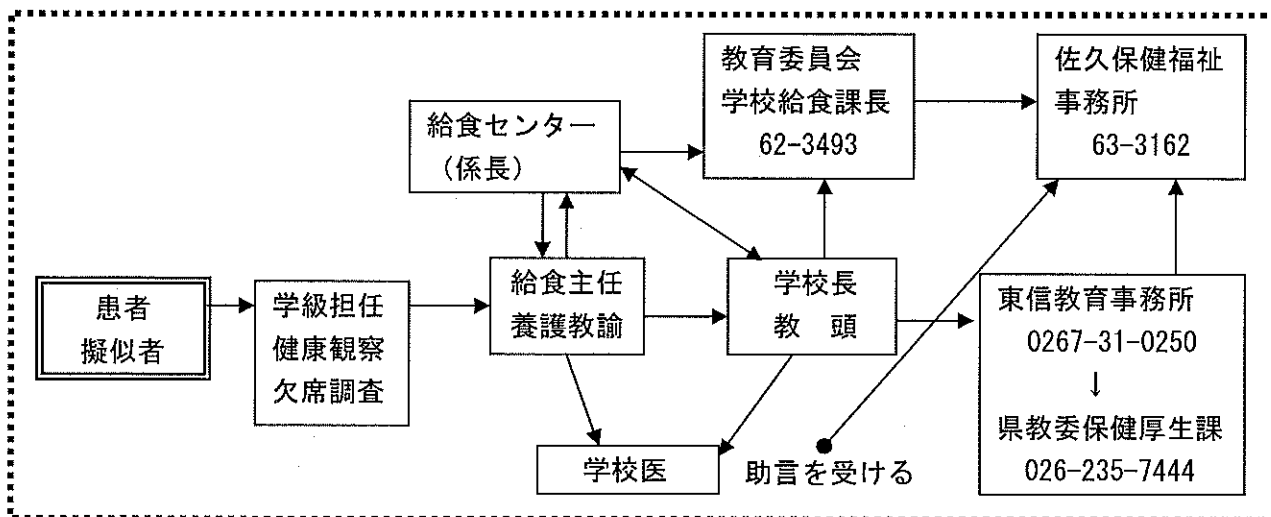 患者
擬似者
学級担任
健康観察
欠席調査
給食センター
（係長）
給食主任
養護教諭
学校医
教育委員会
学校給食課長
62-3493
学校長
教　頭
助言を受ける
佐久保健福祉
事務所
63-3162
東信教育事務所
0267-31-0250
↓
県教委保健厚生課
026-235-7444